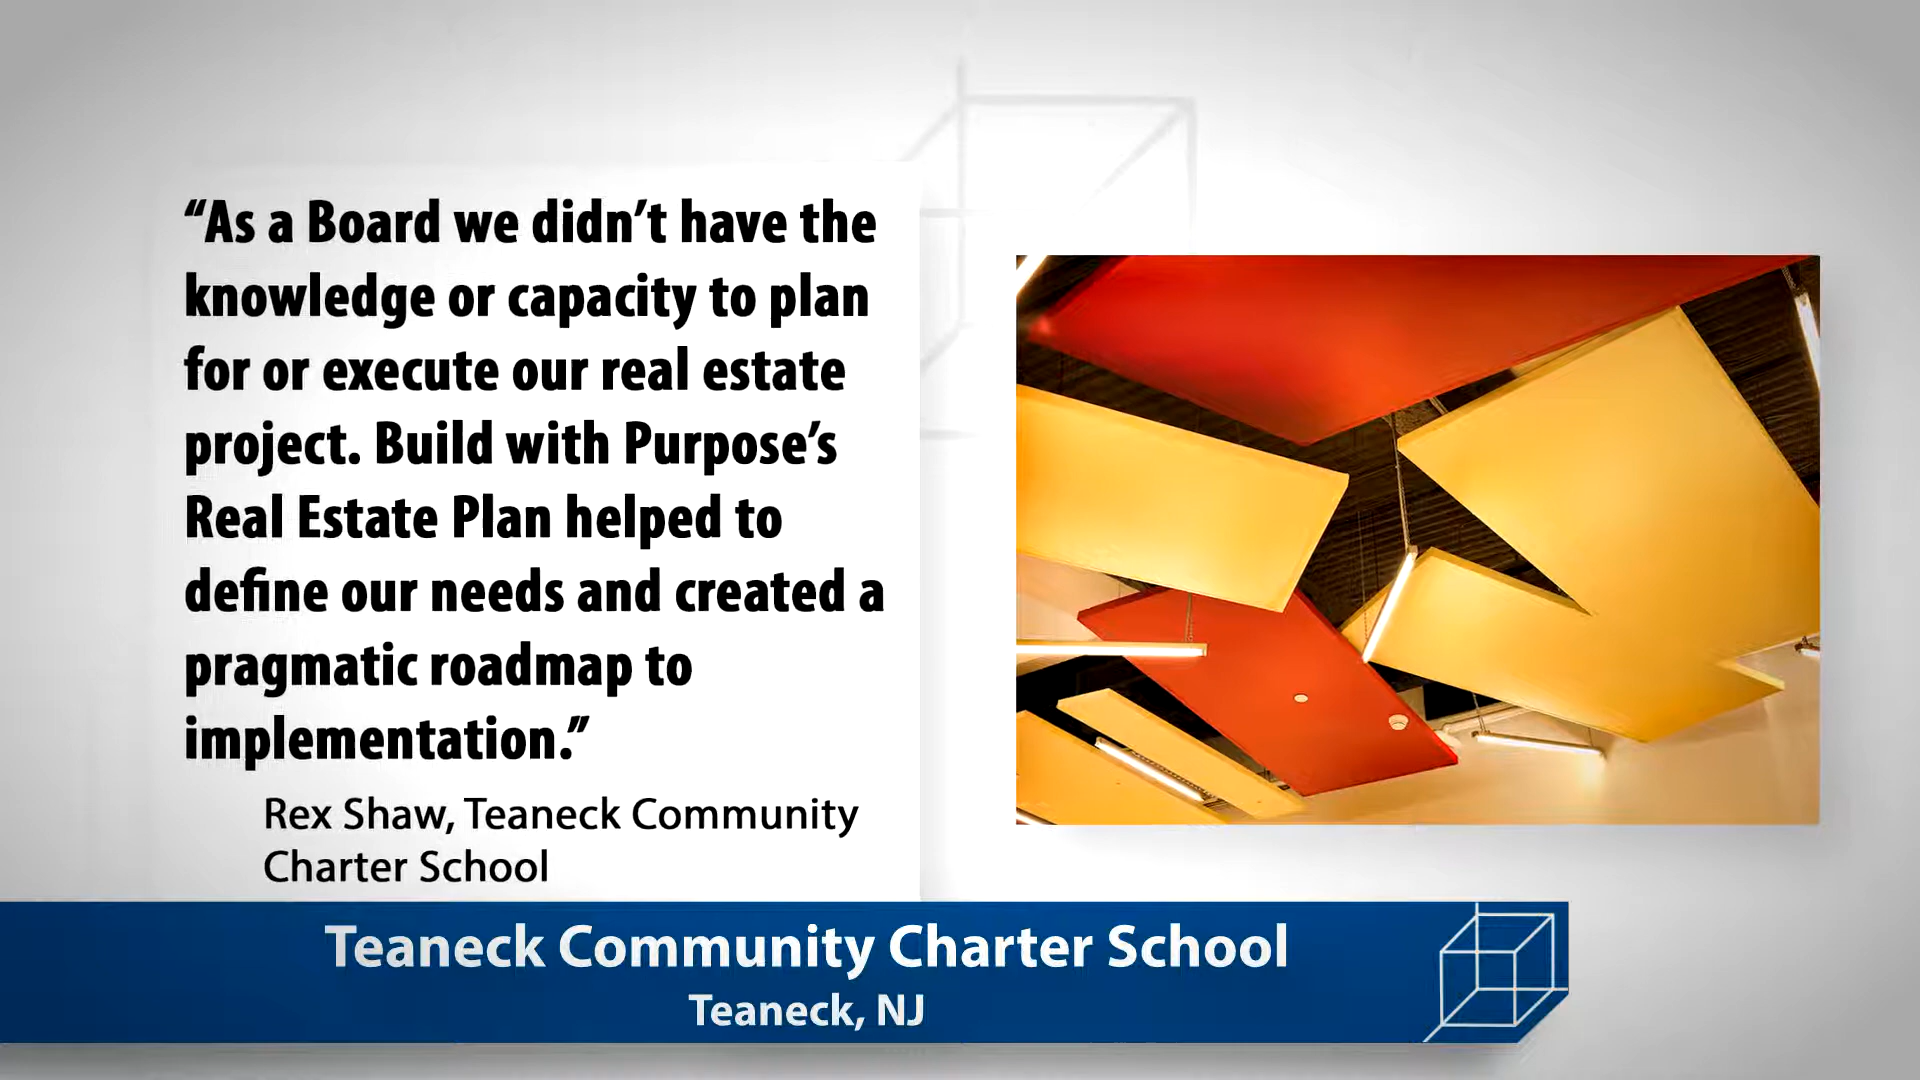 “As a Board we didn’t have the
knowledge or capacity to plan
for or execute our real estate
project. Build with Purpose’s
Real Estate Plan helped to
define our needs and created a
pragmatic roadmap to
implementation.”
Rex Shaw, Teaneck Community
Charter School
Teaneck Community Charter School
Teaneck, NJ